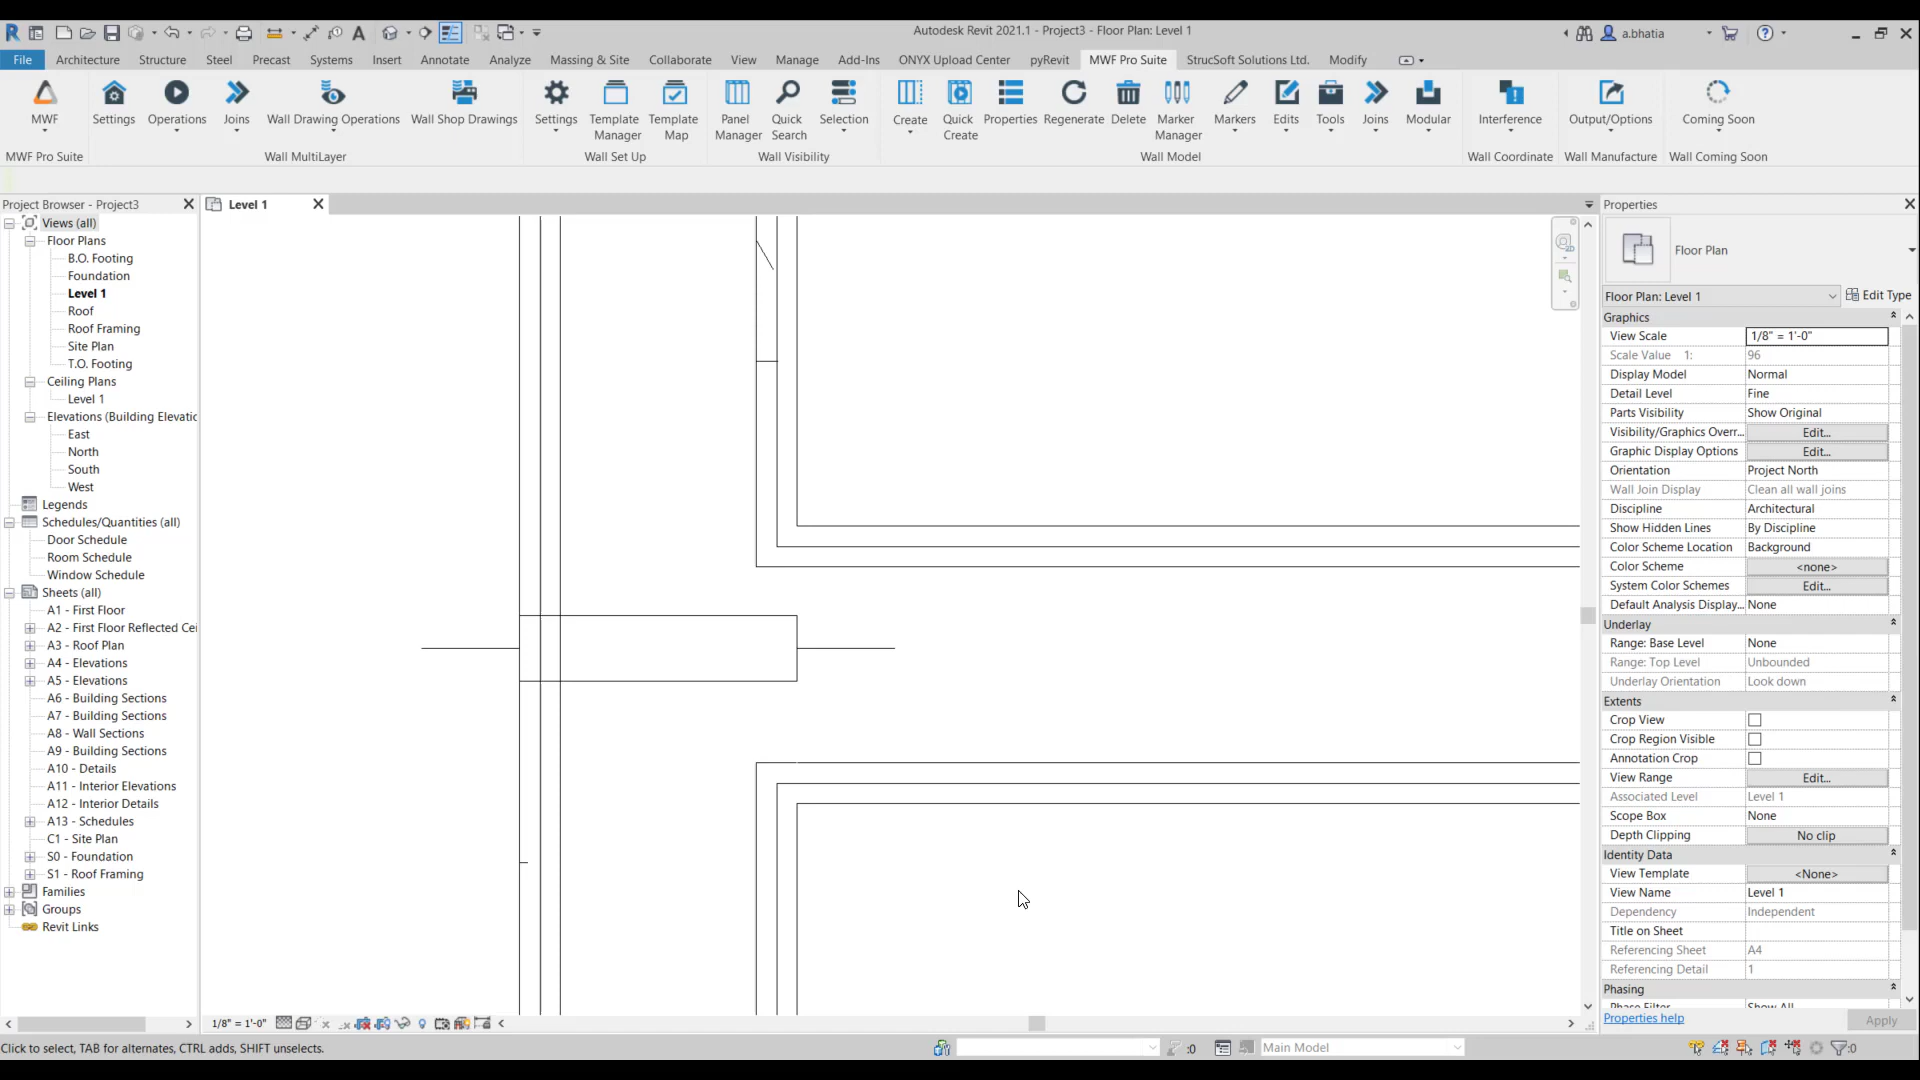 Autodesk Revit 2021.1 - Project3 - Floor Plan: Level 1
a.bhatia
File Architecture Structure Steel Precast Systems Insert Annotate Analyze Massing & Site Collaborate View Manage Add-Ins ONYX Upload Center pyRevit MWF Pro Suite StrucSoft Solutions Ltd. Modify
MWF Settings Operations Joins Wall Drawing Operations Wall Shop Drawings Settings Template Manager Template Map Panel Manager Quick Search Selection Create Quick Create Properties Regenerate Delete Marker Manager Markers Edits Tools Joins Modular Interference Output/Options Coming Soon
MWF Pro Suite Wall MultiLayer Wall Set Up Wall Visibility Wall Model Wall Coordinate Wall Manufacture Wall Coming Soon
Project Browser - Project3
Views (all)
Floor Plans
B.O. Footing
Foundation
Level 1
Roof
Roof Framing
Site Plan
T.O. Footing
Ceiling Plans
Level 1
Elevations (Building Elevatic
East
North
South
West
Legends
Schedules/Quantities (all)
Door Schedule
Room Schedule
Window Schedule
Sheets (all)
A1 - First Floor
A2 - First Floor Reflected Cei
A3 - Roof Plan
A4 - Elevations
A5 - Elevations
A6 - Building Sections
A7 - Building Sections
A8 - Wall Sections
A9 - Building Sections
A10 - Details
A11 - Interior Elevations
A12 - Interior Details
A13 - Schedules
C1 - Site Plan
S0 - Foundation
S1 - Roof Framing
Families
Groups
Revit Links
Level 1
1/8" = 1'-0"
Properties
Floor Plan
Floor Plan: Level 1 Edit Type
Graphics
View Scale 1/8" = 1'-0"
Scale Value 1: 96
Display Model Normal
Detail Level Fine
Parts Visibility Show Original
Visibility/Graphics Overr... Edit...
Graphic Display Options Edit...
Orientation Project North
Wall Join Display Clean all wall joins
Discipline Architectural
Show Hidden Lines By Discipline
Color Scheme Location Background
Color Scheme <none>
System Color Schemes Edit...
Default Analysis Display... None
Underlay
Range: Base Level None
Range: Top Level Unbounded
Underlay Orientation Look down
Extents
Crop View
Crop Region Visible
Annotation Crop
View Range Edit...
Associated Level Level 1
Scope Box None
Depth Clipping No clip
Identity Data
View Template <None>
View Name Level 1
Dependency Independent
Title on Sheet
Referencing Sheet A4
Referencing Detail 1
Phasing
Phase Filter Show All
Properties help Apply
Click to select, TAB for alternates, CTRL adds, SHIFT unselects. :0 Main Model :0